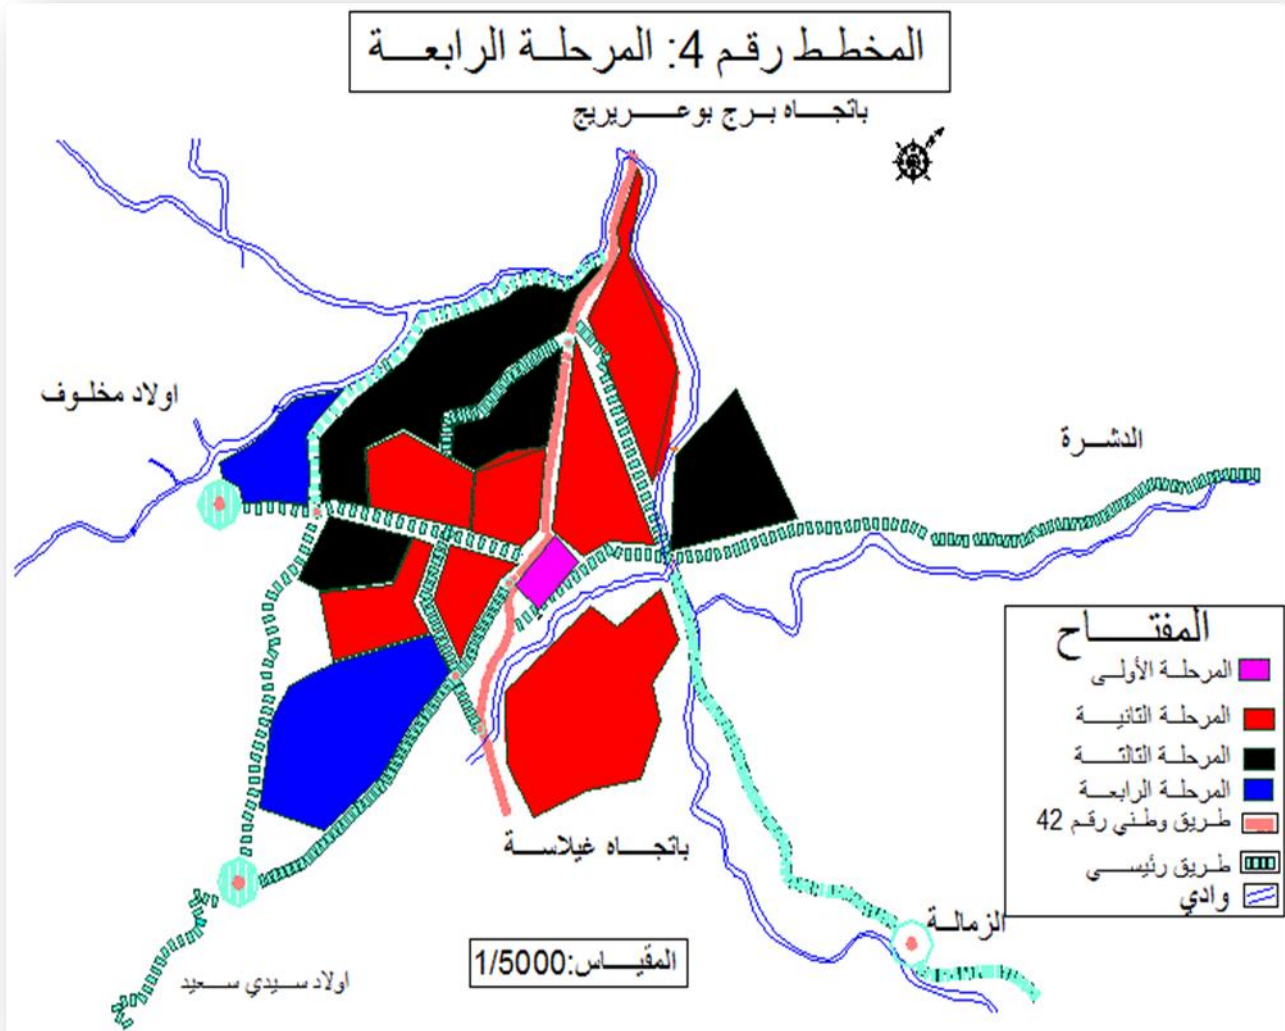 المخطط رقم 4: المرحلة الرابعة
باتجاه برج بوعريريج
اولاد مخلوف
الدشرة
المفتاح
المرحلة الأولى
المرحلة الثانية
المرحلة الثالثة
المرحلة الرابعة
طريق وطني رقم 42
طريق رئيسي
وادي
باتجاه غيلاسة
الزمالة
المقياس:1/5000
اولاد سيدي سعيد